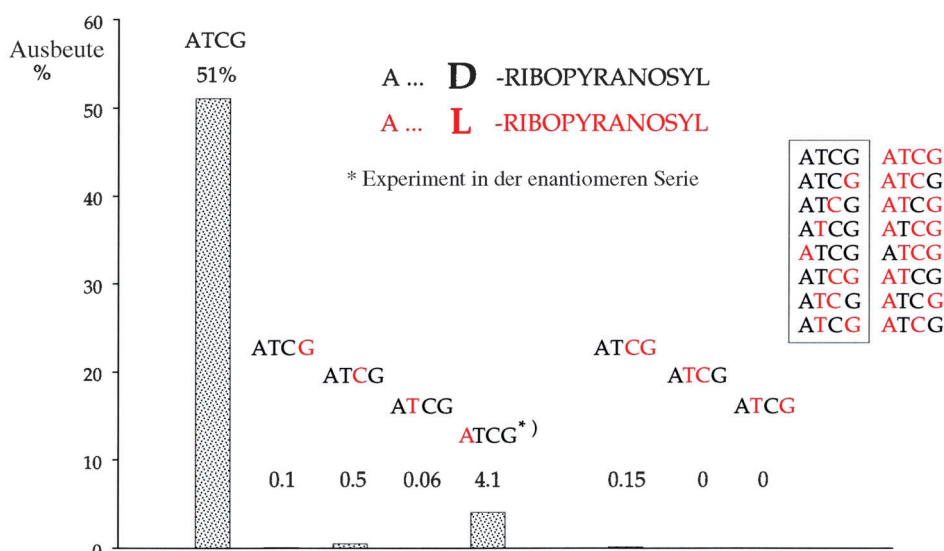 60
Ausbeute
%
ATCG
51%
A ... D -RIBOPYRANOSYL
A ... L -RIBOPYRANOSYL
* Experiment in der enantiomeren Serie
50
40
30
20
10
0
ATCG ATCG
ATCG ATCG
ATCG ATCG
ATCG ATCG
ATCG ATCG
ATCG ATCG
ATCG ATCG
ATCG ATCG
ATCG
ATCG
ATCG
ATCG*)
ATCG
ATCG
ATCG
0.1 0.5 0.06 4.1 0.15 0 0